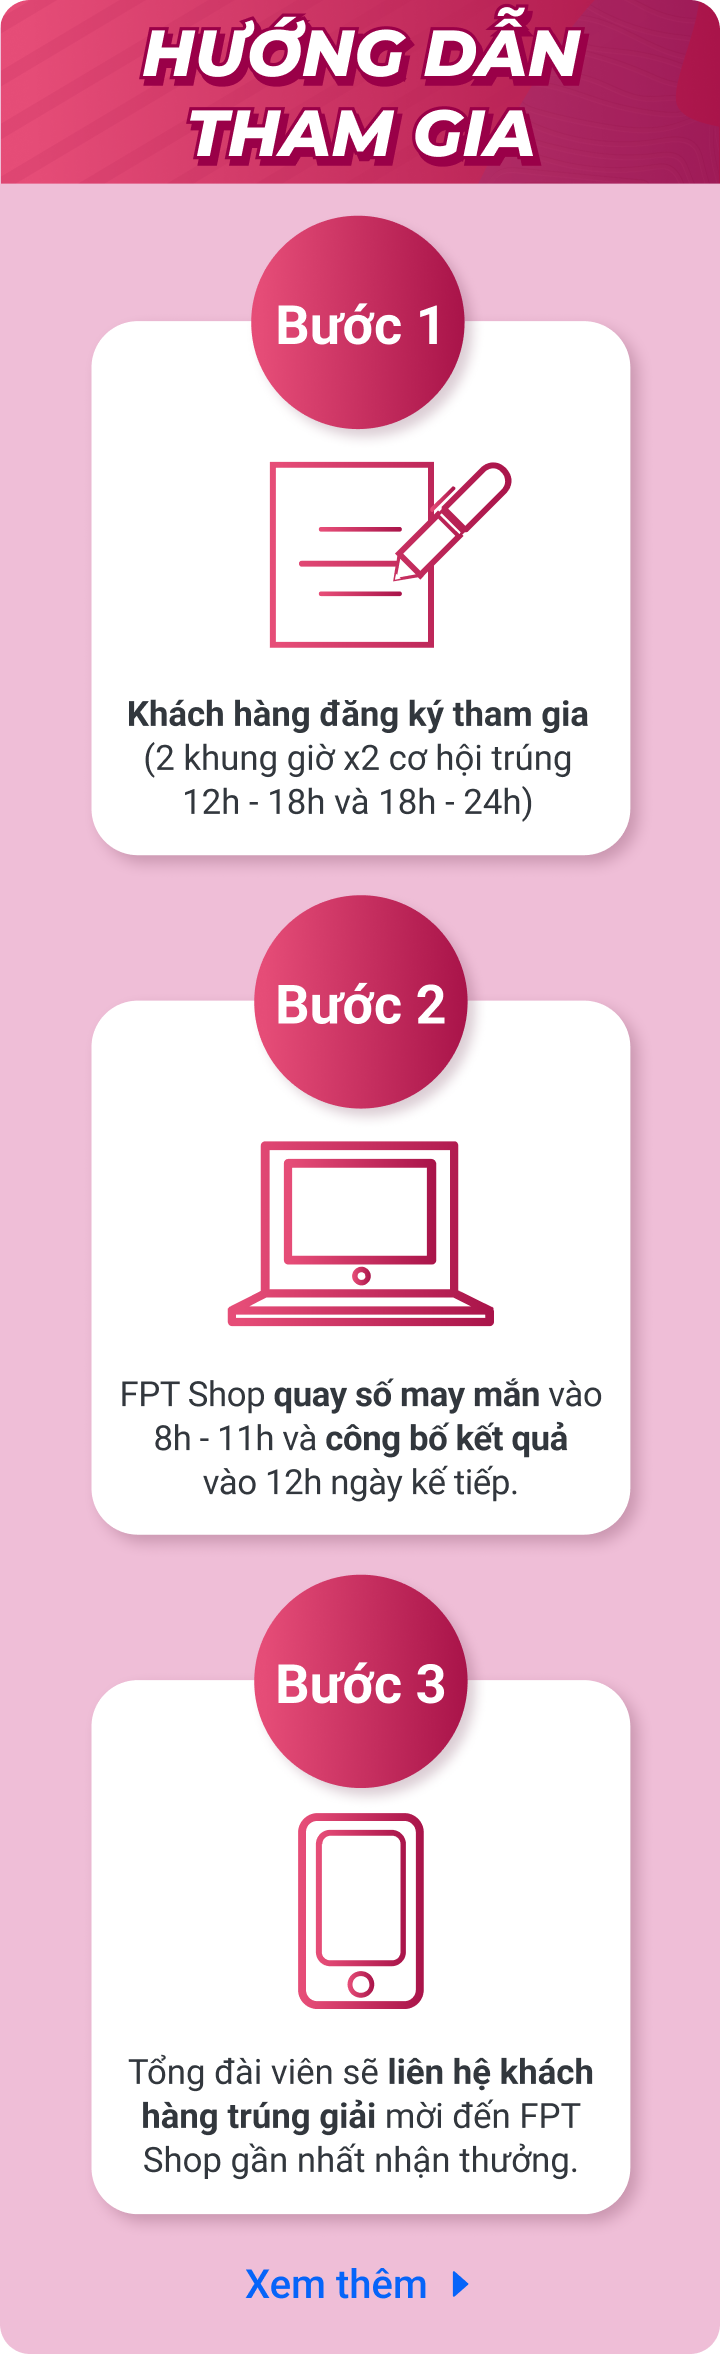 HƯỚNG DẪN
THAM GIA
Bước 1
Khách hàng đăng ký tham gia
(2 khung giờ x2 cơ hội trúng
12h - 18h và 18h - 24h)
Bước 2
FPT Shop quay số may mắn vào
8h - 11h và công bố kết quả
vào 12h ngày kế tiếp.
Bước 3
Tổng đài viên sẽ liên hệ khách
hàng trúng giải mời đến FPT
Shop gần nhất nhận thưởng.
Xem thêm